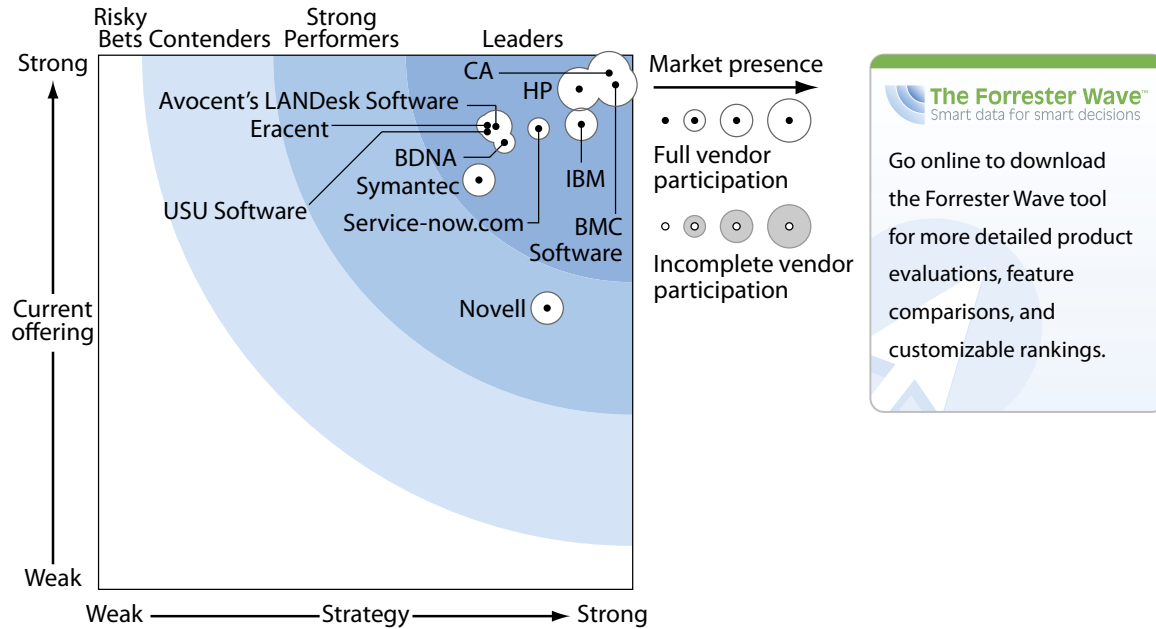 Risky
Bets
Contenders
Strong
Performers
Leaders
Strong
Current
offering
Weak
Weak
Strategy
Strong
CA
HP
Avocent’s LANDesk Software
Eracent
BDNA
Symantec
USU Software
Service-now.com
IBM
BMC
Software
Novell
Market presence
Full vendor
participation
Incomplete vendor
participation
The Forrester Wave™
Smart data for smart decisions
Go online to download
the Forrester Wave tool
for more detailed product
evaluations, feature
comparisons, and
customizable rankings.